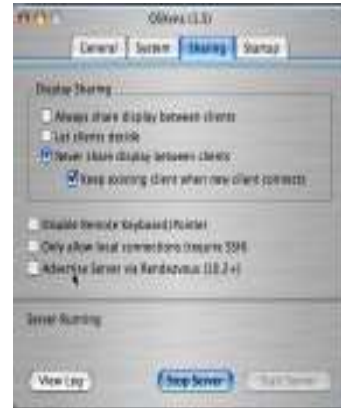 OSXvnc (1.5)
General System Sharing Startup
Display Sharing
Always share display between clients
Let clients decide
Never share display between clients
Keep existing client when new client connects
Disable Remote Keyboard/Pointer
Only allow local connections (require SSH)
Advertise Server via Rendezvous (10.2+)
Server Running
View Log Stop Server Start Server